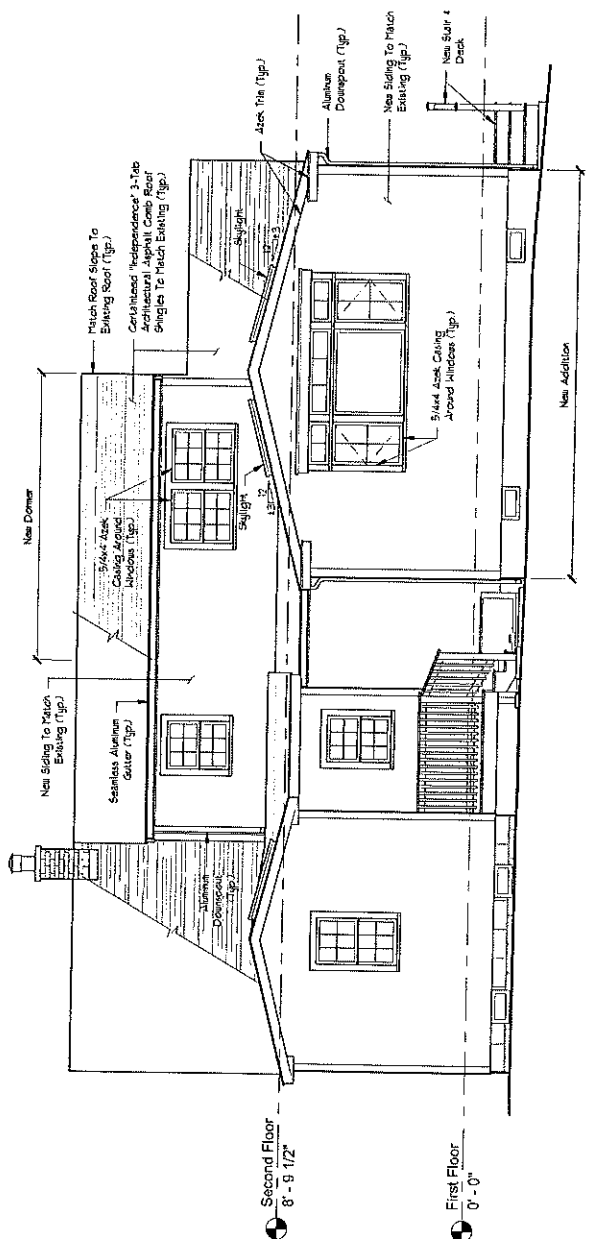 New Dormer
Match Roof Slope To
Existing Roof (Typ.)
Certainteed "Independence" 3-Tab
Architectural Asphalt Comb Roof
Shingles To Match Existing (Typ.)
5/4x4 Azek
Casing Around
Windows (Typ.)
New Siding To Match
Existing (Typ.)
Seamless Aluminum
Gutter (Typ.)
Aluminum
Downspout
(Typ.)
Skylight
12
Skylight
12
Azek Trim (Typ.)
Aluminum
Downspout (Typ.)
New Siding To Match
Existing (Typ.)
New Stair &
Deck
5/4x4 Azek Casing
Around Windows (Typ.)
New Addition
Second Floor
8' - 9 1/2"
First Floor
0' - 0"